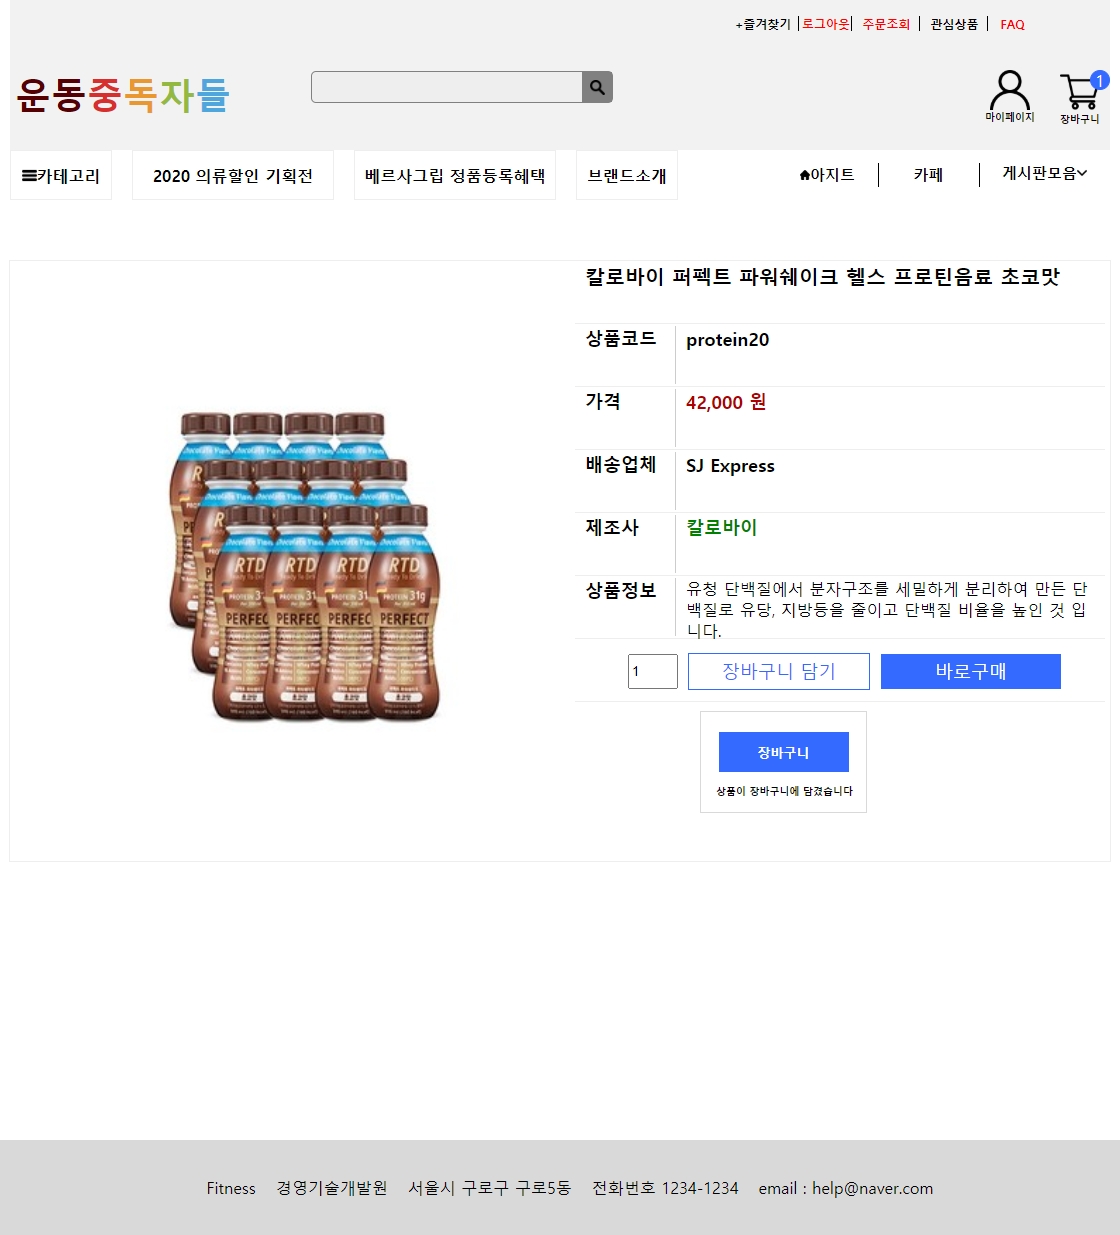 +즐겨찾기 로그아웃 주문조회 관심상품 FAQ
운동중독자들
1
마이페이지 장바구니
카테고리 2020 의류할인 기획전 베르사그립 정품등록혜택 브랜드소개 아지트 카페 게시판모음
칼로바이 퍼펙트 파워쉐이크 헬스 프로틴음료 초코맛
상품코드 protein20
가격 42,000 원
배송업체 SJ Express
제조사 칼로바이
상품정보 유청 단백질에서 분자구조를 세밀하게 분리하여 만든 단
백질로 유당, 지방등을 줄이고 단백질 비율을 높인 것 입
니다.
RTD RTD RTD RTD
Ready To Drink
PROTEIN 31g
PERFECT
초코맛
1 장바구니 담기 바로구매
장바구니
상품이 장바구니에 담겼습니다
Fitness 경영기술개발원 서울시 구로구 구로5동 전화번호 1234-1234 email : help@naver.com